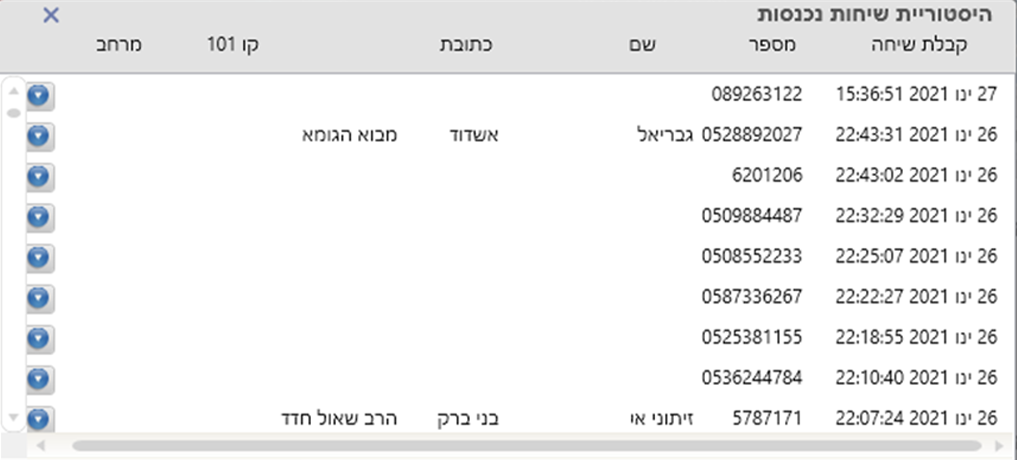 היסטוריית שיחות נכנסות
קבלת שיחה מספר שם כתובת קו 101 מרחב
27 ינו 2021 15:36:51 089263122
26 ינו 2021 22:43:31 0528892027 גבריאל אשדוד מבוא הגומא
26 ינו 2021 22:43:02 6201206
26 ינו 2021 22:32:29 0509884487
26 ינו 2021 22:25:07 0508552233
26 ינו 2021 22:22:27 0587336267
26 ינו 2021 22:18:55 0525381155
26 ינו 2021 22:10:40 0536244784
26 ינו 2021 22:07:24 5787171 זיתוני אי בני ברק הרב שאול חדד